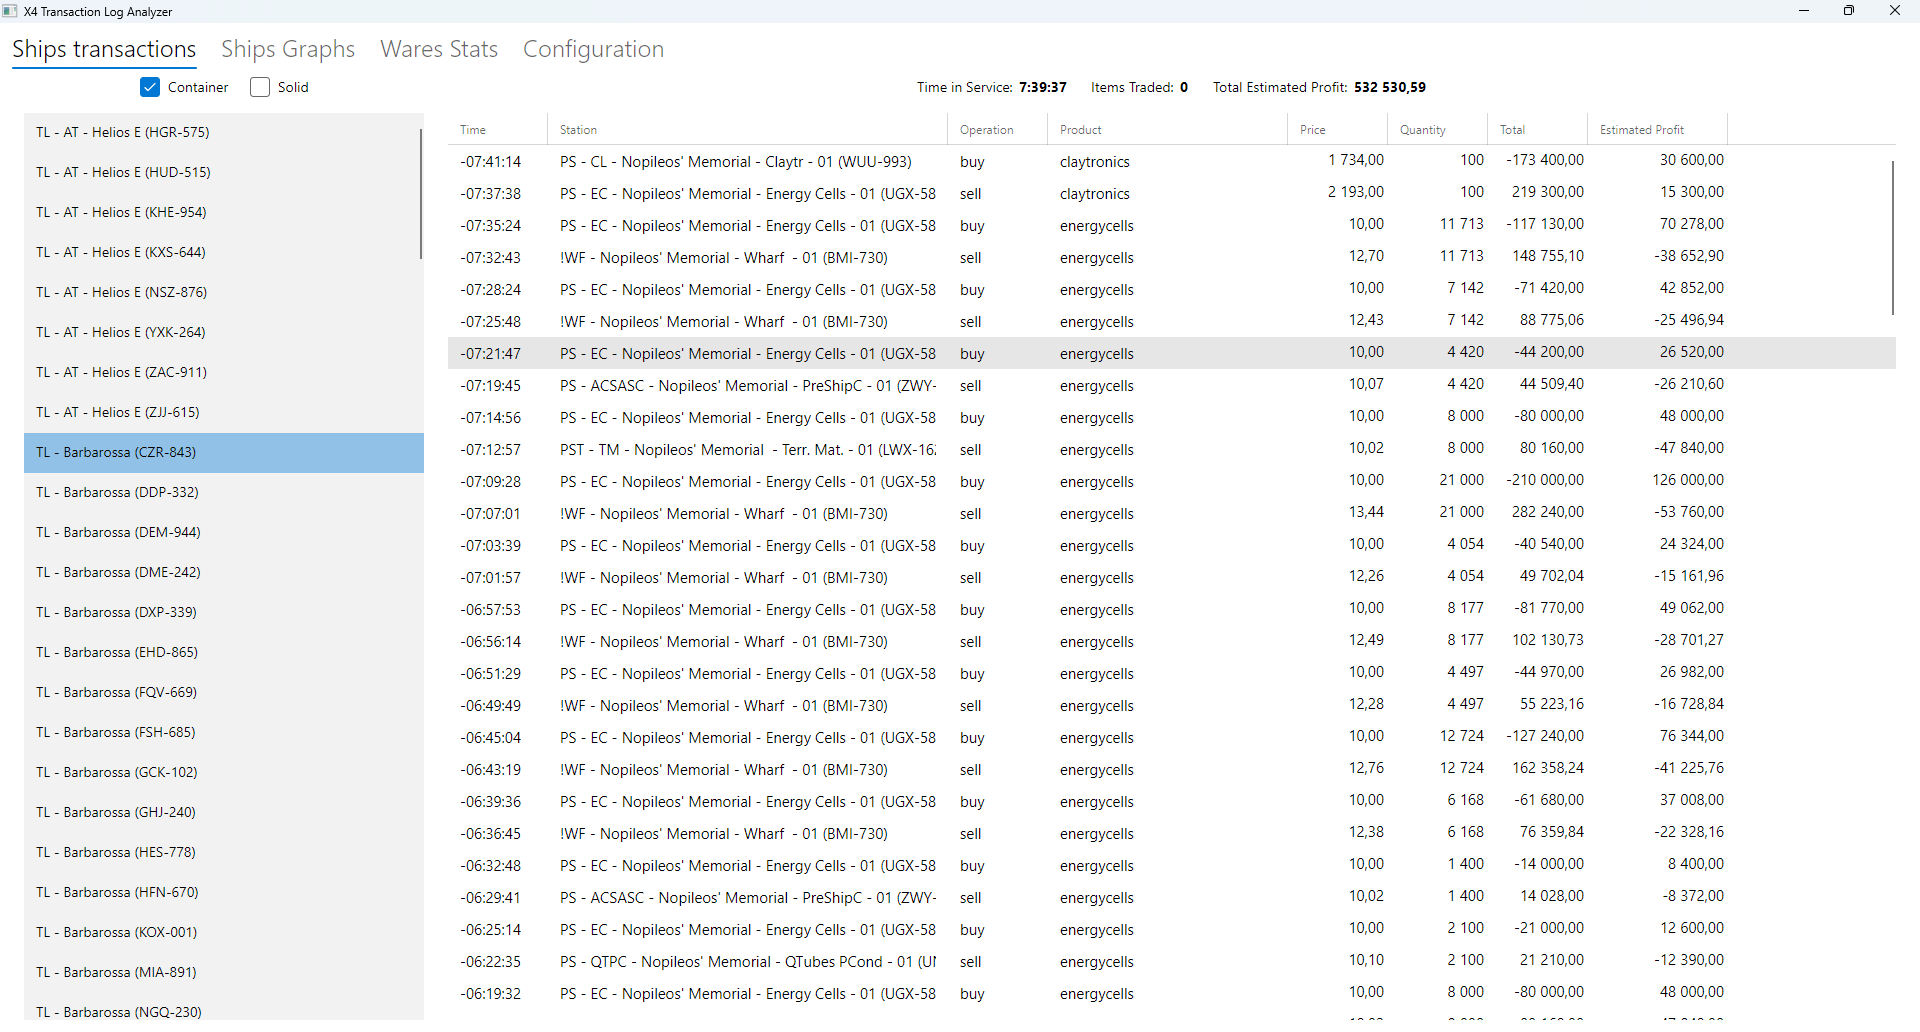 X4 Transaction Log Analyzer
Ships transactions Ships Graphs Wares Stats Configuration
Container Solid Time in Service: 7:39:37 Items Traded: 0 Total Estimated Profit: 532 530,59
TL - AT - Helios E (HGR-575)
TL - AT - Helios E (HUD-515)
TL - AT - Helios E (KHE-954)
TL - AT - Helios E (KXS-644)
TL - AT - Helios E (NSZ-876)
TL - AT - Helios E (YXK-264)
TL - AT - Helios E (ZAC-911)
TL - AT - Helios E (ZJJ-615)
TL - Barbarossa (CZR-843)
TL - Barbarossa (DDP-332)
TL - Barbarossa (DEM-944)
TL - Barbarossa (DME-242)
TL - Barbarossa (DXP-339)
TL - Barbarossa (EHD-865)
TL - Barbarossa (FQV-669)
TL - Barbarossa (FSH-685)
TL - Barbarossa (GCK-102)
TL - Barbarossa (GHJ-240)
TL - Barbarossa (HES-778)
TL - Barbarossa (HFN-670)
TL - Barbarossa (KOX-001)
TL - Barbarossa (MIA-891)
TL - Barbarossa (NGQ-230)
Time Station Operation Product Price Quantity Total Estimated Profit
-07:41:14 PS - CL - Nopileos' Memorial - Claytr - 01 (WUU-993) buy claytronics 1 734,00 100 -173 400,00 30 600,00
-07:37:38 PS - EC - Nopileos' Memorial - Energy Cells - 01 (UGX-58 sell claytronics 2 193,00 100 219 300,00 15 300,00
-07:35:24 PS - EC - Nopileos' Memorial - Energy Cells - 01 (UGX-58 buy energycells 10,00 11 713 -117 130,00 70 278,00
-07:32:43 !WF - Nopileos' Memorial - Wharf - 01 (BMI-730) sell energycells 12,70 11 713 148 755,10 -38 652,90
-07:28:24 PS - EC - Nopileos' Memorial - Energy Cells - 01 (UGX-58 buy energycells 10,00 7 142 -71 420,00 42 852,00
-07:25:48 !WF - Nopileos' Memorial - Wharf - 01 (BMI-730) sell energycells 12,43 7 142 88 775,06 -25 496,94
-07:21:47 PS - EC - Nopileos' Memorial - Energy Cells - 01 (UGX-58 buy energycells 10,00 4 420 -44 200,00 26 520,00
-07:19:45 PS - ACSASC - Nopileos' Memorial - PreShipC - 01 (ZWY- sell energycells 10,07 4 420 44 509,40 -26 210,60
-07:14:56 PS - EC - Nopileos' Memorial - Energy Cells - 01 (UGX-58 buy energycells 10,00 8 000 -80 000,00 48 000,00
-07:12:57 PST - TM - Nopileos' Memorial - Terr. Mat. - 01 (LWX-16 sell energycells 10,02 8 000 80 160,00 -47 840,00
-07:09:28 PS - EC - Nopileos' Memorial - Energy Cells - 01 (UGX-58 buy energycells 10,00 21 000 -210 000,00 126 000,00
-07:07:01 !WF - Nopileos' Memorial - Wharf - 01 (BMI-730) sell energycells 13,44 21 000 282 240,00 -53 760,00
-07:03:39 PS - EC - Nopileos' Memorial - Energy Cells - 01 (UGX-58 buy energycells 10,00 4 054 -40 540,00 24 324,00
-07:01:57 !WF - Nopileos' Memorial - Wharf - 01 (BMI-730) sell energycells 12,26 4 054 49 702,04 -15 161,96
-06:57:53 PS - EC - Nopileos' Memorial - Energy Cells - 01 (UGX-58 buy energycells 10,00 8 177 -81 770,00 49 062,00
-06:56:14 !WF - Nopileos' Memorial - Wharf - 01 (BMI-730) sell energycells 12,49 8 177 102 130,73 -28 701,27
-06:51:29 PS - EC - Nopileos' Memorial - Energy Cells - 01 (UGX-58 buy energycells 10,00 4 497 -44 970,00 26 982,00
-06:49:49 !WF - Nopileos' Memorial - Wharf - 01 (BMI-730) sell energycells 12,28 4 497 55 223,16 -16 728,84
-06:45:04 PS - EC - Nopileos' Memorial - Energy Cells - 01 (UGX-58 buy energycells 10,00 12 724 -127 240,00 76 344,00
-06:43:19 !WF - Nopileos' Memorial - Wharf - 01 (BMI-730) sell energycells 12,76 12 724 162 358,24 -41 225,76
-06:39:36 PS - EC - Nopileos' Memorial - Energy Cells - 01 (UGX-58 buy energycells 10,00 6 168 -61 680,00 37 008,00
-06:36:45 !WF - Nopileos' Memorial - Wharf - 01 (BMI-730) sell energycells 12,38 6 168 76 359,84 -22 328,16
-06:32:48 PS - EC - Nopileos' Memorial - Energy Cells - 01 (UGX-58 buy energycells 10,00 1 400 -14 000,00 8 400,00
-06:29:41 PS - ACSASC - Nopileos' Memorial - PreShipC - 01 (ZWY- sell energycells 10,02 1 400 14 028,00 -8 372,00
-06:25:14 PS - EC - Nopileos' Memorial - Energy Cells - 01 (UGX-58 buy energycells 10,00 2 100 -21 000,00 12 600,00
-06:22:35 PS - QTPC - Nopileos' Memorial - QTubes PCond - 01 (U sell energycells 10,10 2 100 21 210,00 -12 390,00
-06:19:32 PS - EC - Nopileos' Memorial - Energy Cells - 01 (UGX-58 buy energycells 10,00 8 000 -80 000,00 48 000,00